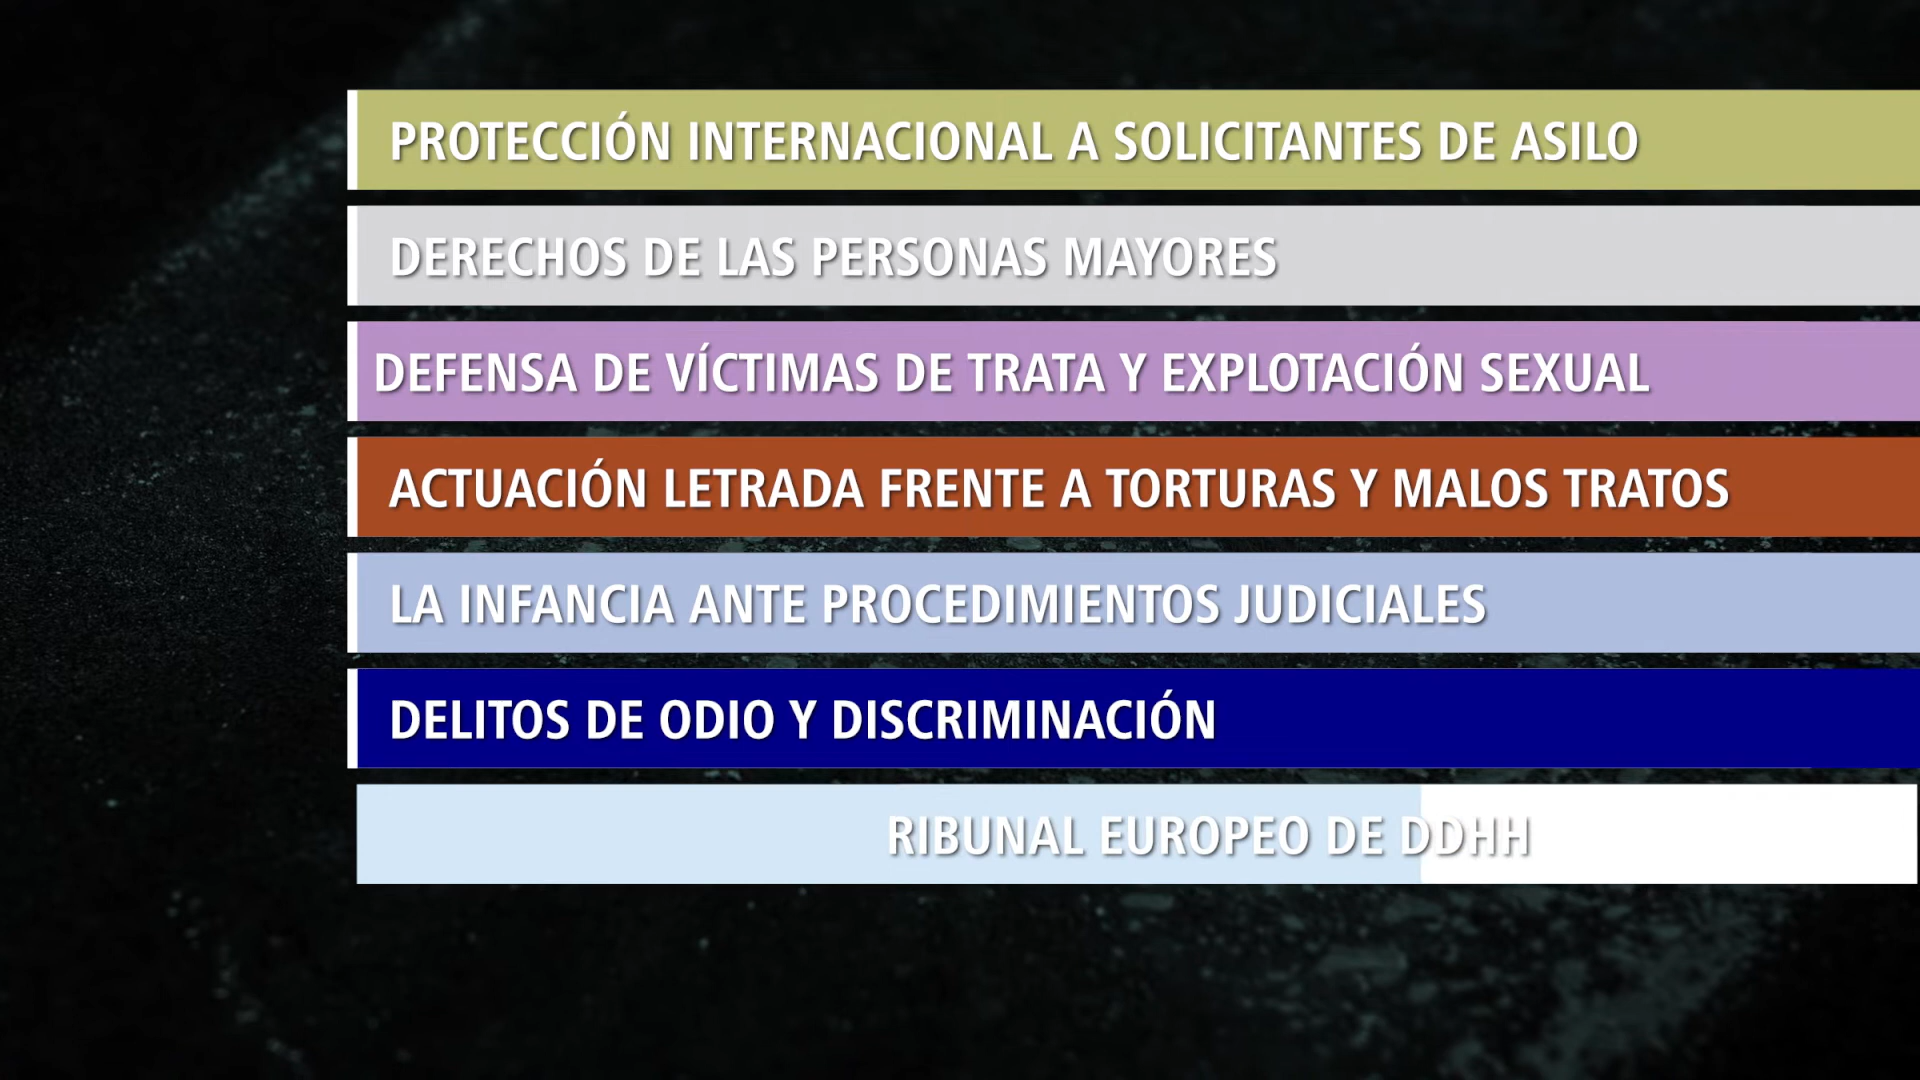 PROTECCIÓN INTERNACIONAL A SOLICITANTES DE ASILO
DERECHOS DE LAS PERSONAS MAYORES
DEFENSA DE VÍCTIMAS DE TRATA Y EXPLOTACIÓN SEXUAL
ACTUACIÓN LETRADA FRENTE A TORTURAS Y MALOS TRATOS
LA INFANCIA ANTE PROCEDIMIENTOS JUDICIALES
DELITOS DE ODIO Y DISCRIMINACIÓN
RIBUNAL EUROPEO DE DDHH